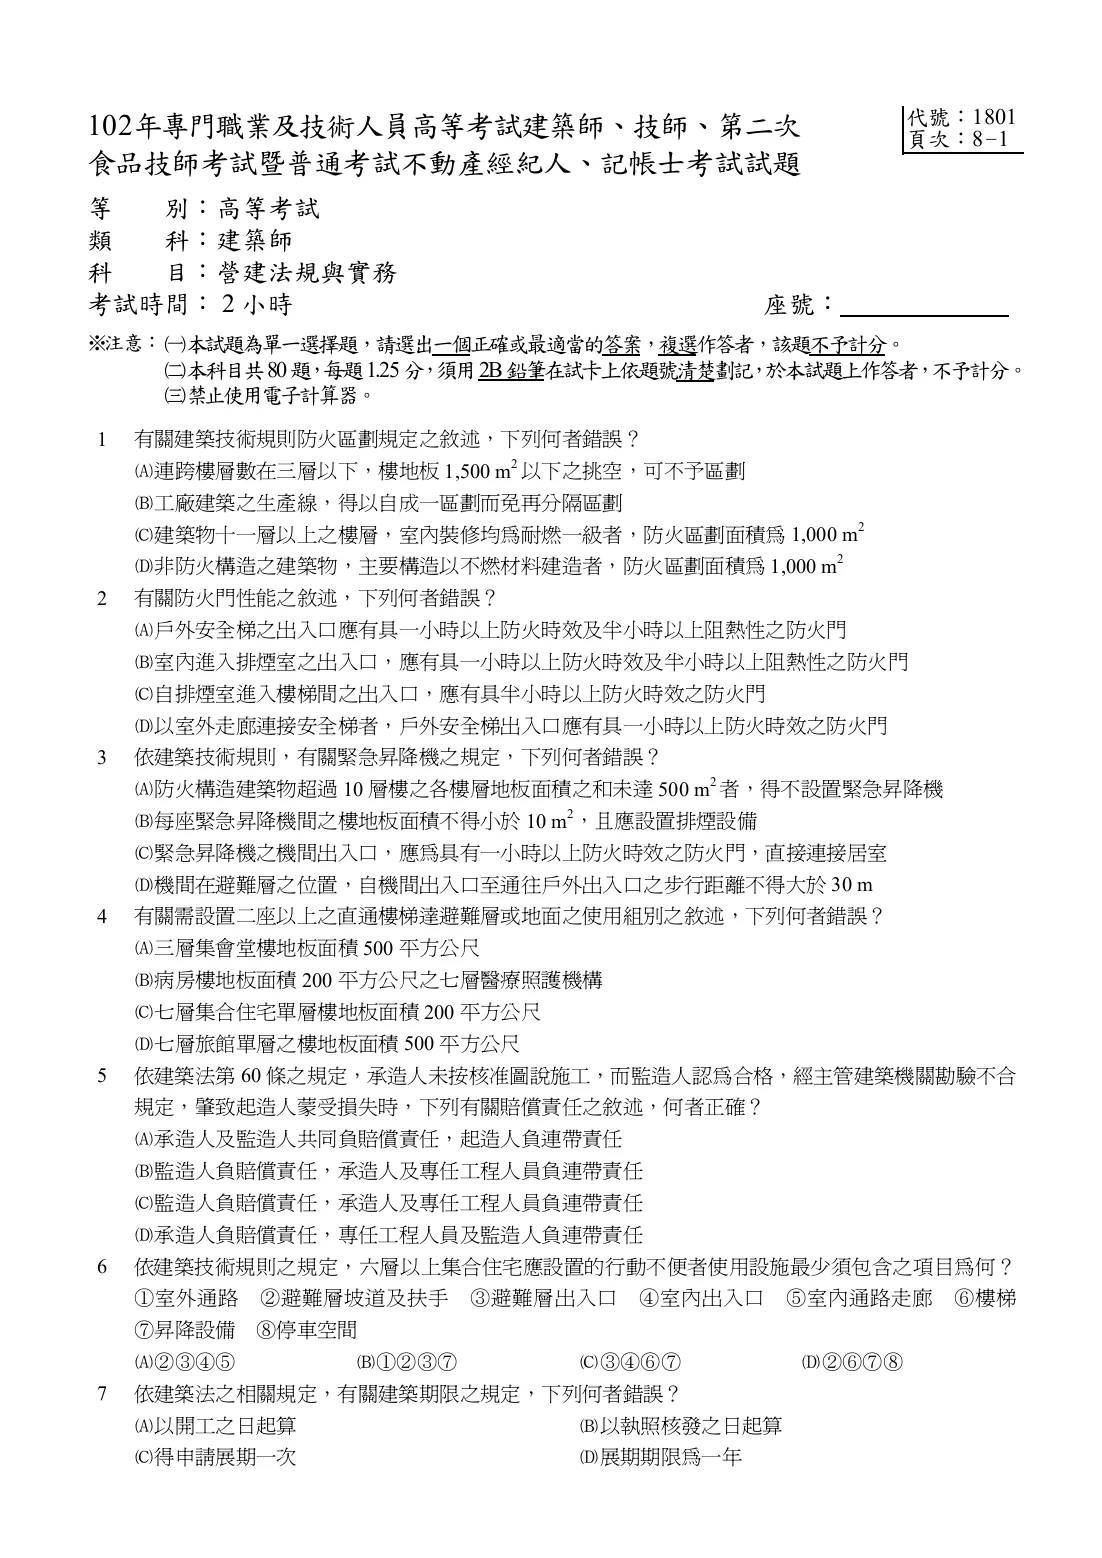 102年專門職業及技術人員高等考試建築師、技師、第二次
食品技師考試暨普通考試不動產經紀人、記帳士考試試題
代號：1801
頁次：8－1
等　　別：高等考試
類　　科：建築師
科　　目：營建法規與實務
考試時間：2 小時　　座號：
※注意：㈠本試題為單一選擇題，請選出一個正確或最適當的答案，複選作答者，該題不予計分。
㈡本科目共 80 題，每題 1.25 分，須用 2B 鉛筆在試卡上依題號清楚劃記，於本試題上作答者，不予計分。
㈢禁止使用電子計算器。
1　有關建築技術規則防火區劃規定之敘述，下列何者錯誤？
(A)連跨樓層數在三層以下，樓地板 1,500 m²以下之挑空，可不予區劃
(B)工廠建築之生產線，得以自成一區劃而免再分隔區劃
(C)建築物十一層以上之樓層，室內裝修均爲耐燃一級者，防火區劃面積爲 1,000 m²
(D)非防火構造之建築物，主要構造以不燃材料建造者，防火區劃面積爲 1,000 m²
2　有關防火門性能之敘述，下列何者錯誤？
(A)戶外安全梯之出入口應有具一小時以上防火時效及半小時以上阻熱性之防火門
(B)室內進入排煙室之出入口，應有具一小時以上防火時效及半小時以上阻熱性之防火門
(C)自排煙室進入樓梯間之出入口，應有具半小時以上防火時效之防火門
(D)以室外走廊連接安全梯者，戶外安全梯出入口應有具一小時以上防火時效之防火門
3　依建築技術規則，有關緊急昇降機之規定，下列何者錯誤？
(A)防火構造建築物超過 10 層樓之各樓層地板面積之和未達 500 m²者，得不設置緊急昇降機
(B)每座緊急昇降機間之樓地板面積不得小於 10 m²，且應設置排煙設備
(C)緊急昇降機之機間出入口，應爲具有一小時以上防火時效之防火門，直接連接居室
(D)機間在避難層之位置，自機間出入口至通往戶外出入口之步行距離不得大於 30 m
4　有關需設置二座以上之直通樓梯達避難層或地面之使用組別之敘述，下列何者錯誤？
(A)三層集會堂樓地板面積 500 平方公尺
(B)病房樓地板面積 200 平方公尺之七層醫療照護機構
(C)七層集合住宅單層樓地板面積 200 平方公尺
(D)七層旅館單層之樓地板面積 500 平方公尺
5　依建築法第 60 條之規定，承造人未按核准圖說施工，而監造人認爲合格，經主管建築機關勘驗不合
規定，肇致起造人蒙受損失時，下列有關賠償責任之敘述，何者正確？
(A)承造人及監造人共同負賠償責任，起造人負連帶責任
(B)監造人負賠償責任，承造人及專任工程人員負連帶責任
(C)監造人負賠償責任，承造人及專任工程人員負連帶責任
(D)承造人負賠償責任，專任工程人員及監造人負連帶責任
6　依建築技術規則之規定，六層以上集合住宅應設置的行動不便者使用設施最少須包含之項目爲何？
①室外通路　②避難層坡道及扶手　③避難層出入口　④室內出入口　⑤室內通路走廊　⑥樓梯
⑦昇降設備　⑧停車空間
(A)②③④⑤　(B)①②③⑦　(C)③④⑥⑦　(D)②⑥⑦⑧
7　依建築法之相關規定，有關建築期限之規定，下列何者錯誤？
(A)以開工之日起算　(B)以執照核發之日起算
(C)得申請展期一次　(D)展期期限爲一年